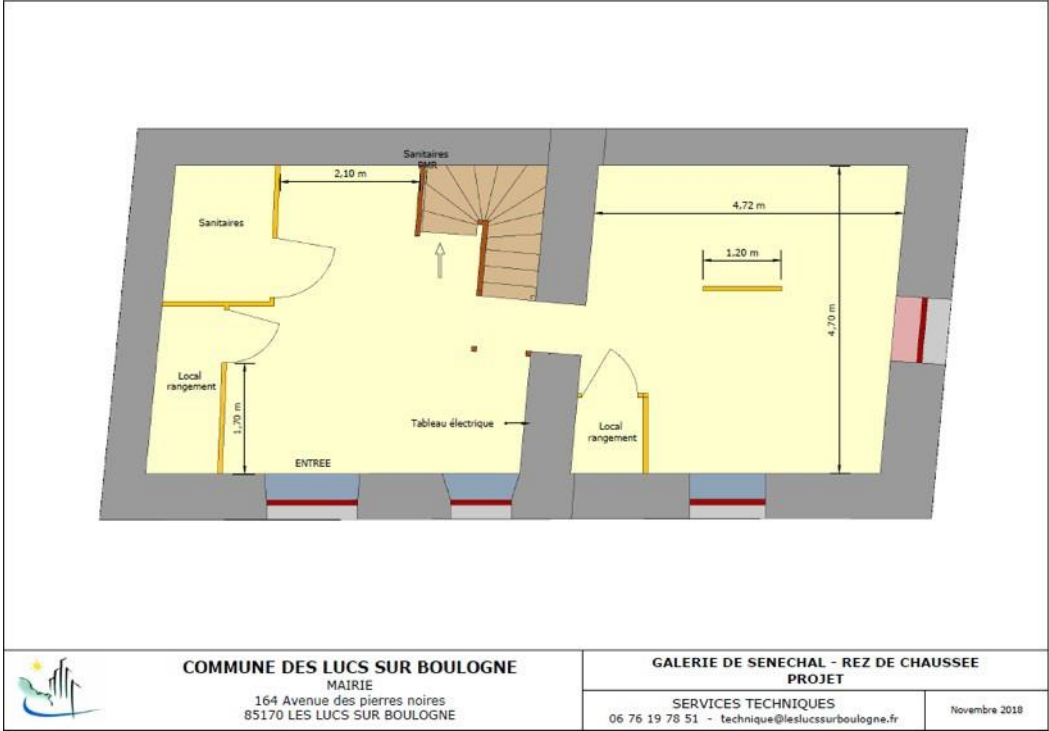 Sanitaires
PMR
2,10 m
4,72 m
Sanitaires
1,20 m
4,70 m
Local
rangement
1,70 m
Tableau électrique
Local
rangement
ENTREE
COMMUNE DES LUCS SUR BOULOGNE
MAIRIE
164 Avenue des pierres noires
85170 LES LUCS SUR BOULOGNE
GALERIE DE SENECHAL - REZ DE CHAUSSEE
PROJET
SERVICES TECHNIQUES
06 76 19 78 51 - technique@leslucssurboulogne.fr
Novembre 2018